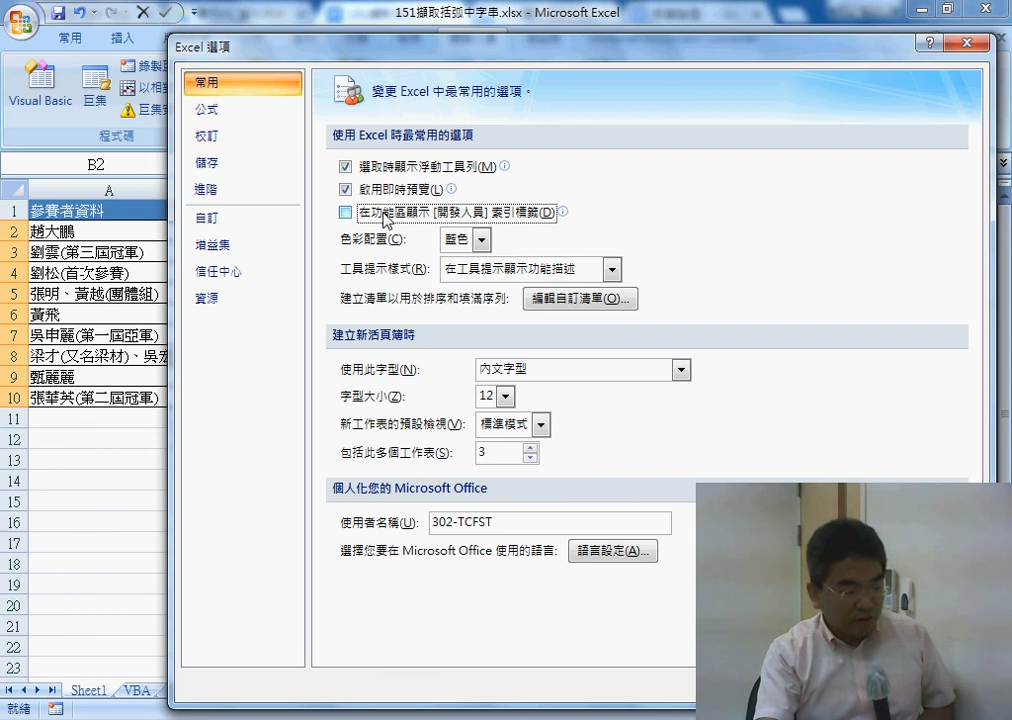 151擷取括弧中字串.xlsx - Microsoft Excel
常用
插入
Visual Basic
巨集
錄製
以相對
巨集安
程式碼
Excel 選項
常用
公式
校訂
儲存
進階
自訂
增益集
信任中心
資源
變更 Excel 中最常用的選項。
使用 Excel 時最常用的選項
選取時顯示浮動工具列(M)
啟用即時預覽(L)
在功能區顯示 [開發人員] 索引標籤(D)
色彩配置(C):
藍色
工具提示樣式(R):
在工具提示顯示功能描述
建立清單以用於排序和填滿序列:
編輯自訂清單(O)...
建立新活頁簿時
使用此字型(N):
內文字型
字型大小(Z):
12
新工作表的預設檢視(V):
標準模式
包括此多個工作表(S):
3
個人化您的 Microsoft Office
使用者名稱(U):
302-TCFST
選擇您要在 Microsoft Office 使用的語言:
語言設定(A)...
B2
A
1 參賽者資料
2 趙大鵬
3 劉雲(第三屆冠軍)
4 劉松(首次參賽)
5 張明、黃越(團體組)
6 黃飛
7 吳申麗(第一屆亞軍)
8 梁才(又名梁材)、吳宏
9 甄麗麗
10 張華英(第二屆冠軍)
11
12
13
14
15
16
17
18
19
20
21
22
23
Sheet1
VBA
就緒